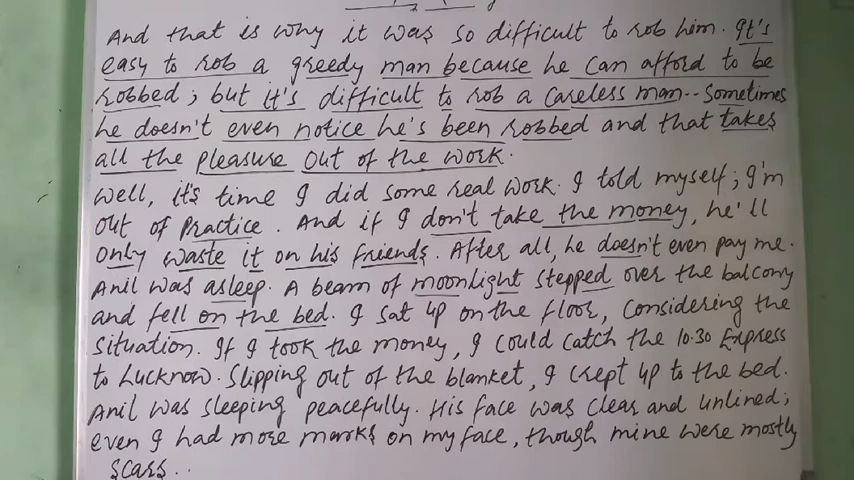 And that is why it was so difficult to rob him. It's
easy to rob a greedy man because he can afford to be
robbed; but it's difficult to rob a careless man-- Sometimes
he doesn't even notice he's been robbed and that takes
all the pleasure out of the work.
Well, it's time I did some real work. I told myself; I'm
out of practice. And if I don't take the money, he'll
only waste it on his friends. After all, he doesn't even pay me.
Anil was asleep. A beam of moonlight stepped over the balcony
and fell on the bed. I sat up on the floor, considering the
situation. If I took the money, I could catch the 10.30 Express
to Lucknow. Slipping out of the blanket, I crept up to the bed.
Anil was sleeping peacefully. His face was clear and unlined;
even I had more marks on my face, though mine were mostly
scars..